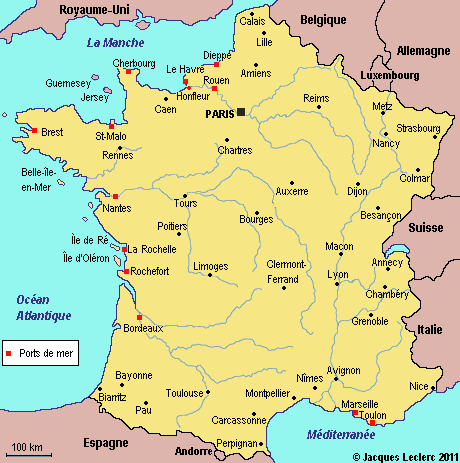 Royaume-Uni
Belgique
Calais
Lille
La Manche
Allemagne
Dieppe
Cherbourg
Le Havre
Amiens
Luxembourg
Rouen
Guernesey
Jersey
Honfleur
Caen
Reims
Metz
PARIS
Strasbourg
Brest
St-Malo
Nancy
Rennes
Chartres
Belle-île-
en-Mer
Colmar
Auxerre
Dijon
Nantes
Tours
Besançon
Bourges
Poitiers
Suisse
Île de Ré
La Rochelle
Macon
Île d'Oléron
Rochefort
Limoges
Clermont-
Ferrand
Annecy
Lyon
Chambéry
Océan
Atlantique
Grenoble
Bordeaux
Italie
Ports de mer
Bayonne
Avignon
Nîmes
Nice
Biarritz
Toulouse
Montpellier
Marseille
Pau
Carcassonne
Toulon
Méditerranée
Perpignan
100 km
Espagne
Andorre
© Jacques Leclerc 2011